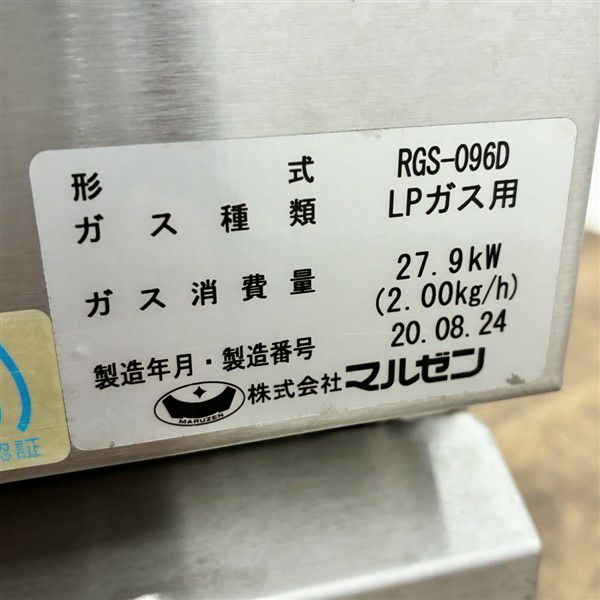 形式 RGS-096D
ガス種類 LPガス用
ガス消費量 27.9kW
(2.00kg/h)
製造年月・製造番号 20.08.24
MARUZEN 株式会社マルゼン
認証